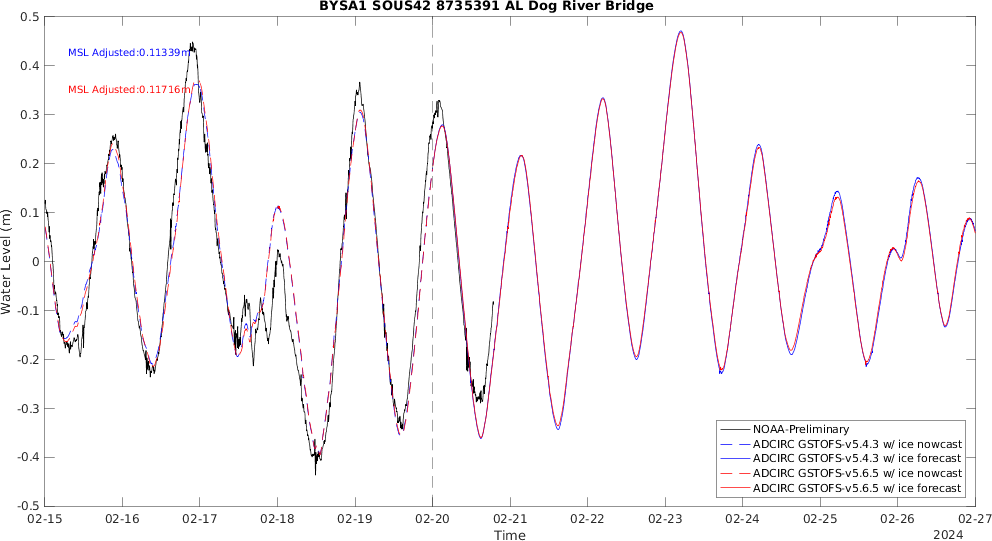 BYSA1 SOUS42 8735391 AL Dog River Bridge
0.5
0.4
0.3
0.2
0.1
0
-0.1
-0.2
-0.3
-0.4
-0.5
Water Level (m)
MSL Adjusted:0.11339m
MSL Adjusted:0.11716m
NOAA-Preliminary
ADCIRC GSTOFS-v5.4.3 w/ ice nowcast
ADCIRC GSTOFS-v5.4.3 w/ ice forecast
ADCIRC GSTOFS-v5.6.5 w/ ice nowcast
ADCIRC GSTOFS-v5.6.5 w/ ice forecast
02-15 02-16 02-17 02-18 02-19 02-20 02-21 02-22 02-23 02-24 02-25 02-26 02-27
Time
2024